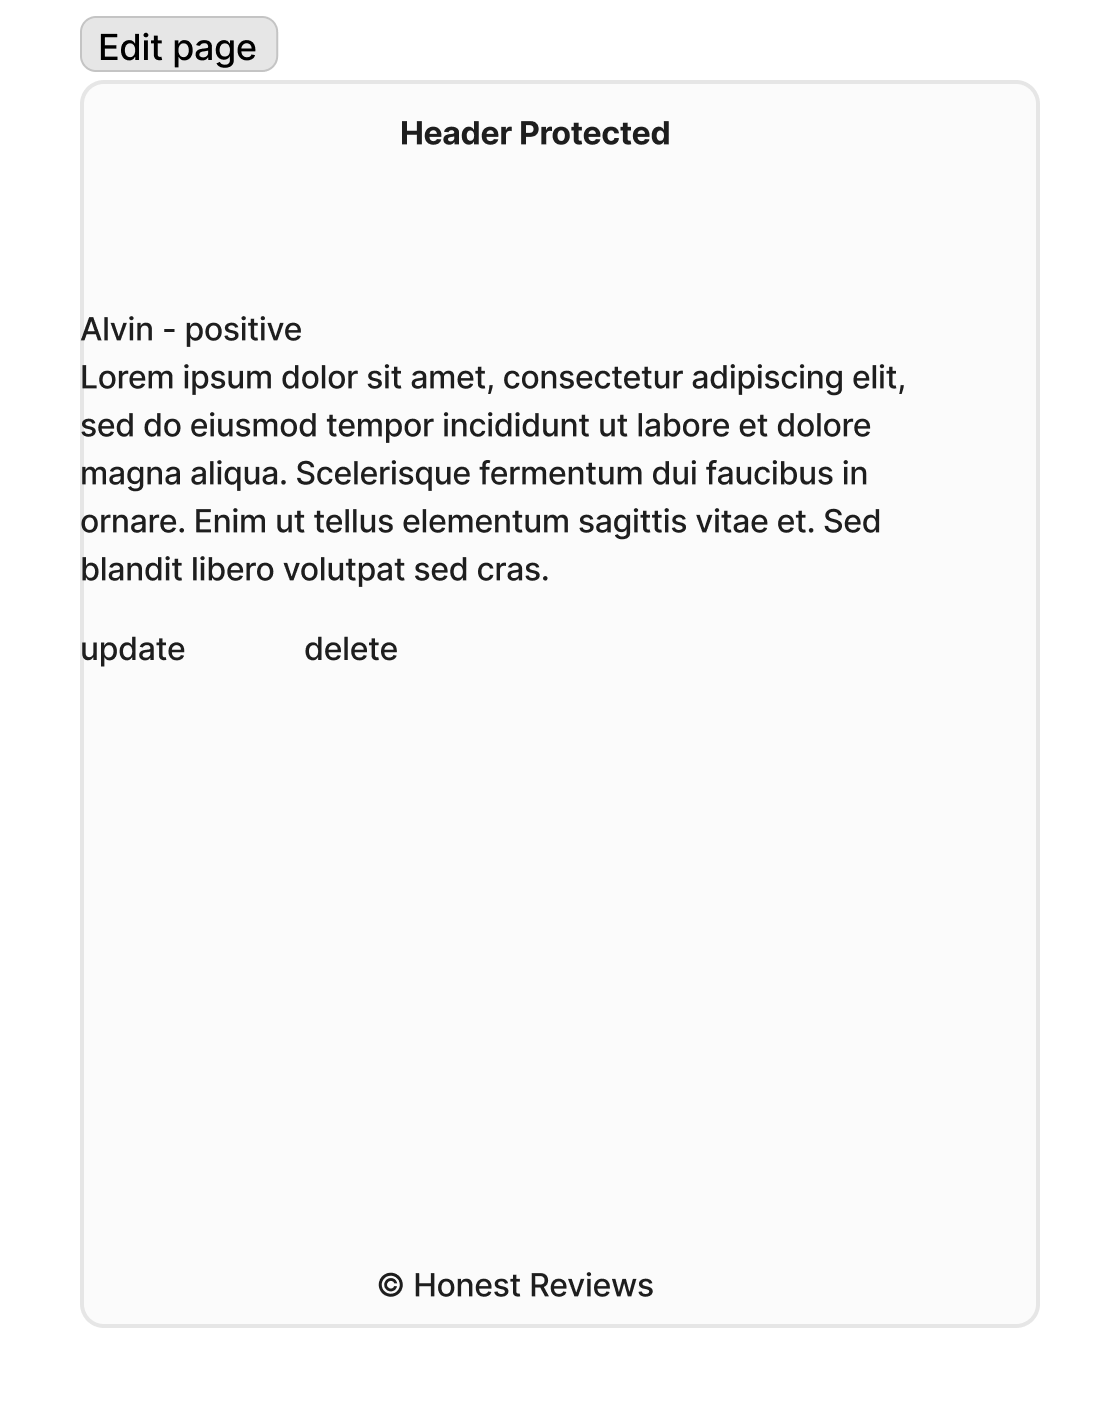 Edit page
Header Protected
Alvin - positive
Lorem ipsum dolor sit amet, consectetur adipiscing elit,
sed do eiusmod tempor incididunt ut labore et dolore
magna aliqua. Scelerisque fermentum dui faucibus in
ornare. Enim ut tellus elementum sagittis vitae et. Sed
blandit libero volutpat sed cras.
update delete
© Honest Reviews